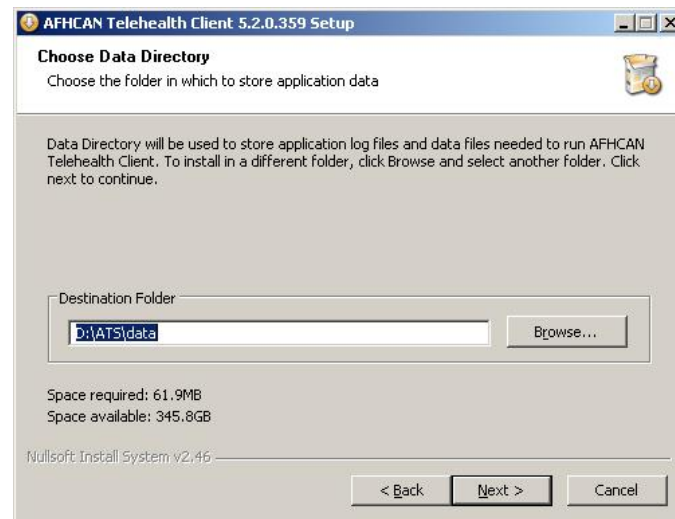 AFHCAN Telehealth Client 5.2.0.359 Setup
Choose Data Directory
Choose the folder in which to store application data
Data Directory will be used to store application log files and data files needed to run AFHCAN
Telehealth Client. To install in a different folder, click Browse and select another folder. Click
next to continue.
Destination Folder
D:\ATS\data
Browse...
Space required: 61.9MB
Space available: 345.8GB
Nullsoft Install System v2.46
< Back
Next >
Cancel